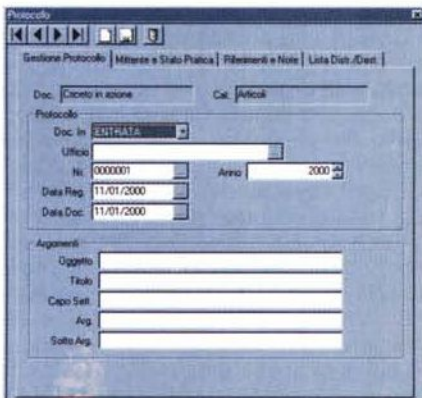 Protocollo
Gestione Protocollo | Mittente e Stato Pratica | Riferimenti e Note | Lista Distr./Dest.
Doc. Caceto in azione Cat. Articoli
Protocollo
Doc. In ENTRATA
Ufficio
Nr. 0000001 Anno 2000
Data Reg. 11/01/2000
Data Doc. 11/01/2000
Argomenti
Oggetto
Titolo
Capo Sett.
Arg.
Sotto Arg.